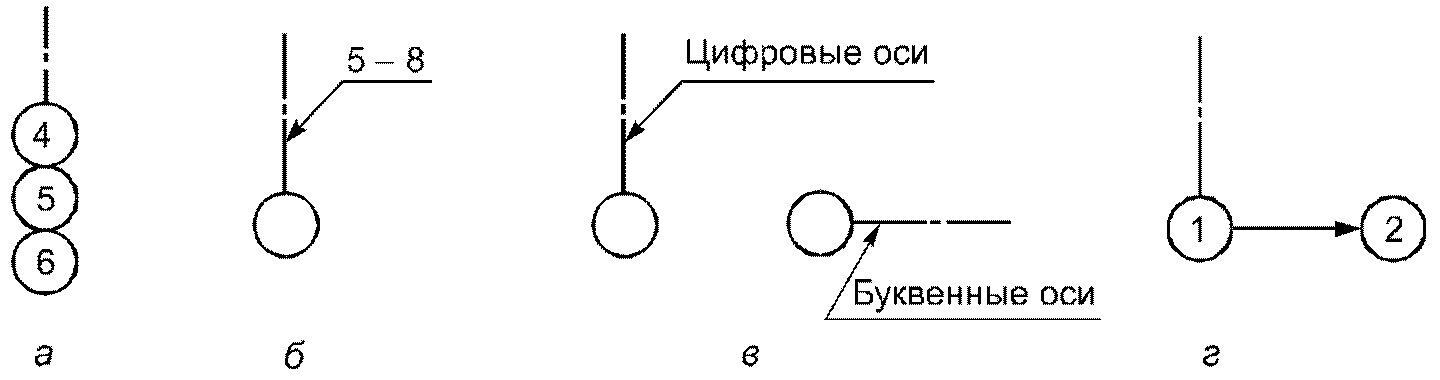 4
5
6
а
5 – 8
б
Цифровые оси
Буквенные оси
в
1
2
г